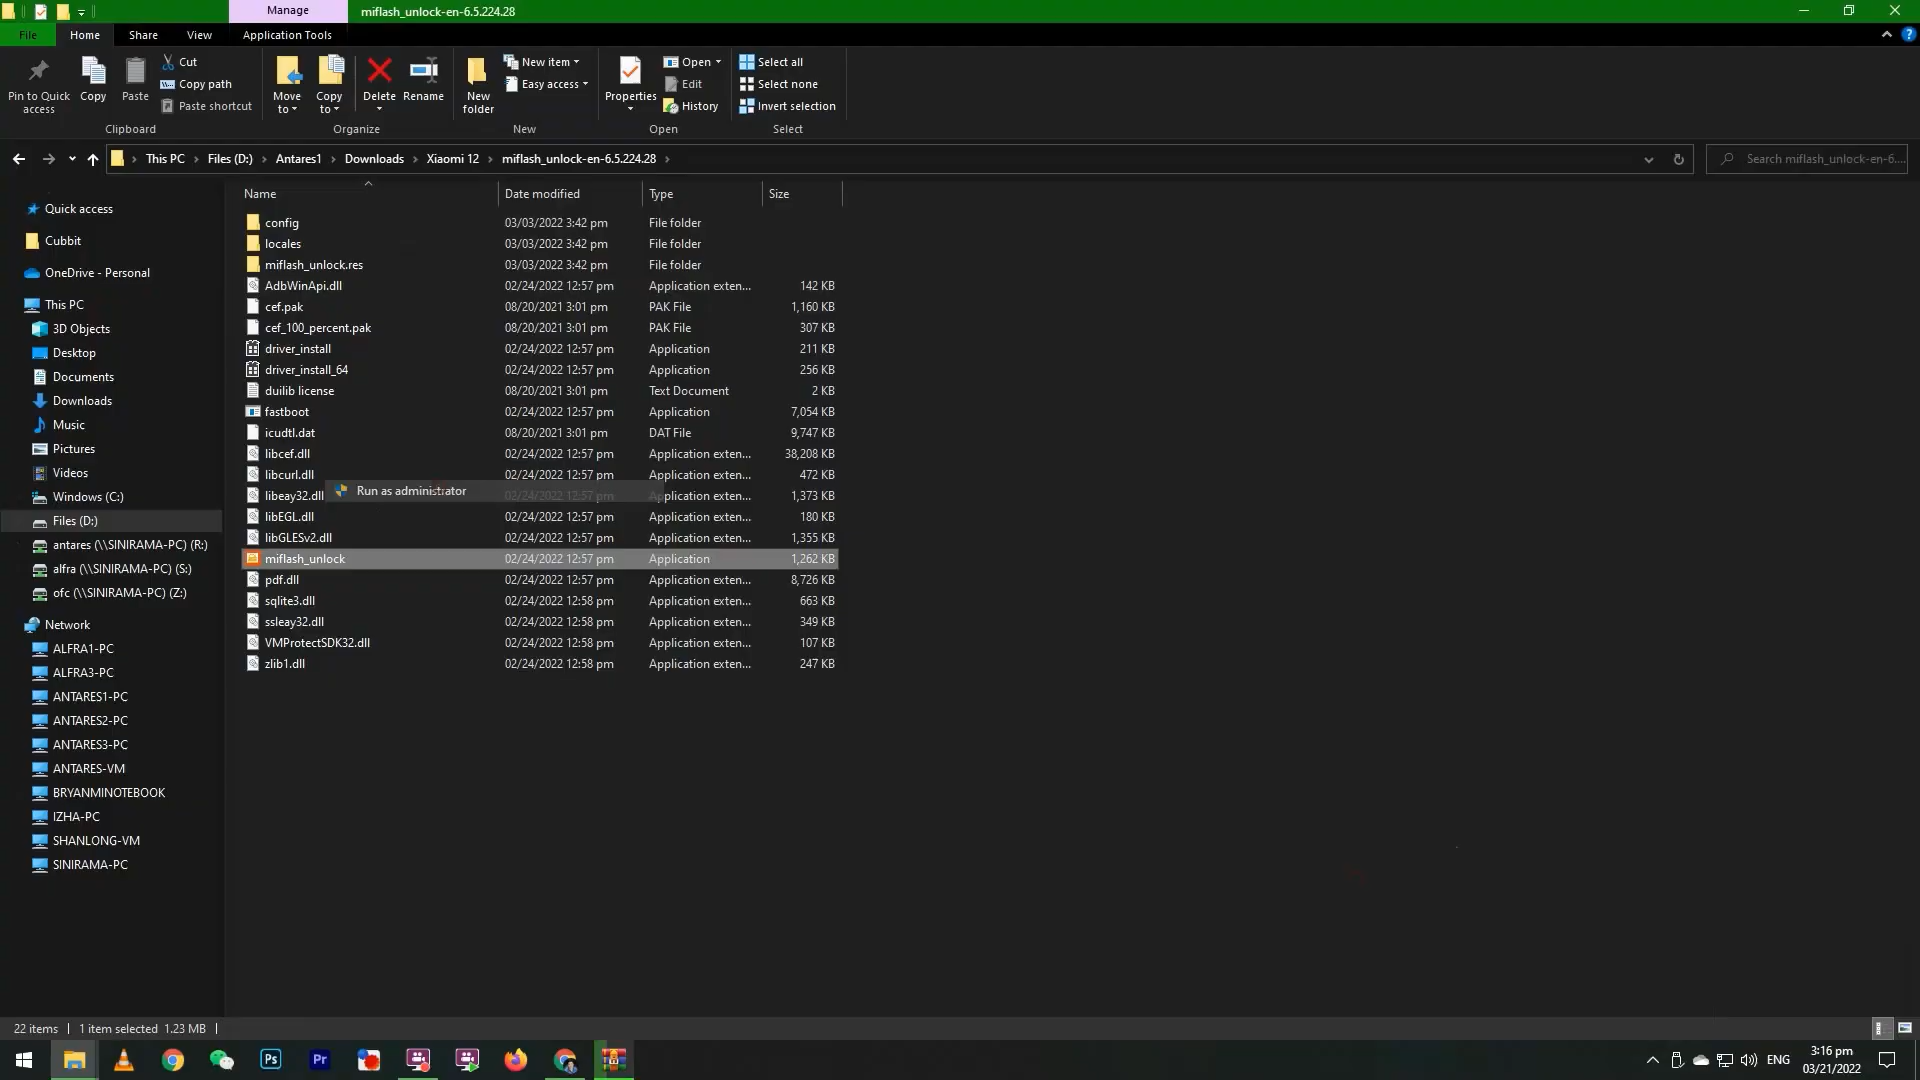 Manage
miflash_unlock-en-6.5.224.28
File
Home
Share
View
Application Tools
Pin to Quick access
Copy
Paste
Cut
Copy path
Paste shortcut
Clipboard
Move to
Copy to
Delete
Rename
Organize
New folder
New item
Easy access
New
Properties
Open
Edit
History
Open
Select all
Select none
Invert selection
Select
This PC
Files (D:)
Antares1
Downloads
Xiaomi 12
miflash_unlock-en-6.5.224.28
Search miflash_unlock-en-6....
Quick access
Cubbit
OneDrive - Personal
This PC
3D Objects
Desktop
Documents
Downloads
Music
Pictures
Videos
Windows (C:)
Files (D:)
antares (\\SINIRAMA-PC) (R:)
alfra (\\SINIRAMA-PC) (S:)
ofc (\\SINIRAMA-PC) (Z:)
Network
ALFRA1-PC
ALFRA3-PC
ANTARES1-PC
ANTARES2-PC
ANTARES3-PC
ANTARES-VM
BRYANMINOTEBOOK
IZHA-PC
SHANLONG-VM
SINIRAMA-PC
Name Date modified Type Size
config 03/03/2022 3:42 pm File folder
locales 03/03/2022 3:42 pm File folder
miflash_unlock.res 03/03/2022 3:42 pm File folder
AdbWinApi.dll 02/24/2022 12:57 pm Application exten... 142 KB
cef.pak 08/20/2021 3:01 pm PAK File 1,160 KB
cef_100_percent.pak 08/20/2021 3:01 pm PAK File 307 KB
driver_install 02/24/2022 12:57 pm Application 211 KB
driver_install_64 02/24/2022 12:57 pm Application 256 KB
duilib license 08/20/2021 3:01 pm Text Document 2 KB
fastboot 02/24/2022 12:57 pm Application 7,054 KB
icudtl.dat 08/20/2021 3:01 pm DAT File 9,747 KB
libcef.dll 02/24/2022 12:57 pm Application exten... 38,208 KB
libcurl.dll 02/24/2022 12:57 pm Application exten... 472 KB
Run as administrator
libeay32.dll 02/24/2022 12:57 pm Application exten... 1,373 KB
libEGL.dll 02/24/2022 12:57 pm Application exten... 180 KB
libGLESv2.dll 02/24/2022 12:57 pm Application exten... 1,355 KB
miflash_unlock 02/24/2022 12:57 pm Application 1,262 KB
pdf.dll 02/24/2022 12:57 pm Application exten... 8,726 KB
sqlite3.dll 02/24/2022 12:58 pm Application exten... 663 KB
ssleay32.dll 02/24/2022 12:58 pm Application exten... 349 KB
VMProtectSDK32.dll 02/24/2022 12:58 pm Application exten... 107 KB
zlib1.dll 02/24/2022 12:58 pm Application exten... 247 KB
22 items 1 item selected 1.23 MB
Ps
Pr
ENG
3:16 pm
03/21/2022